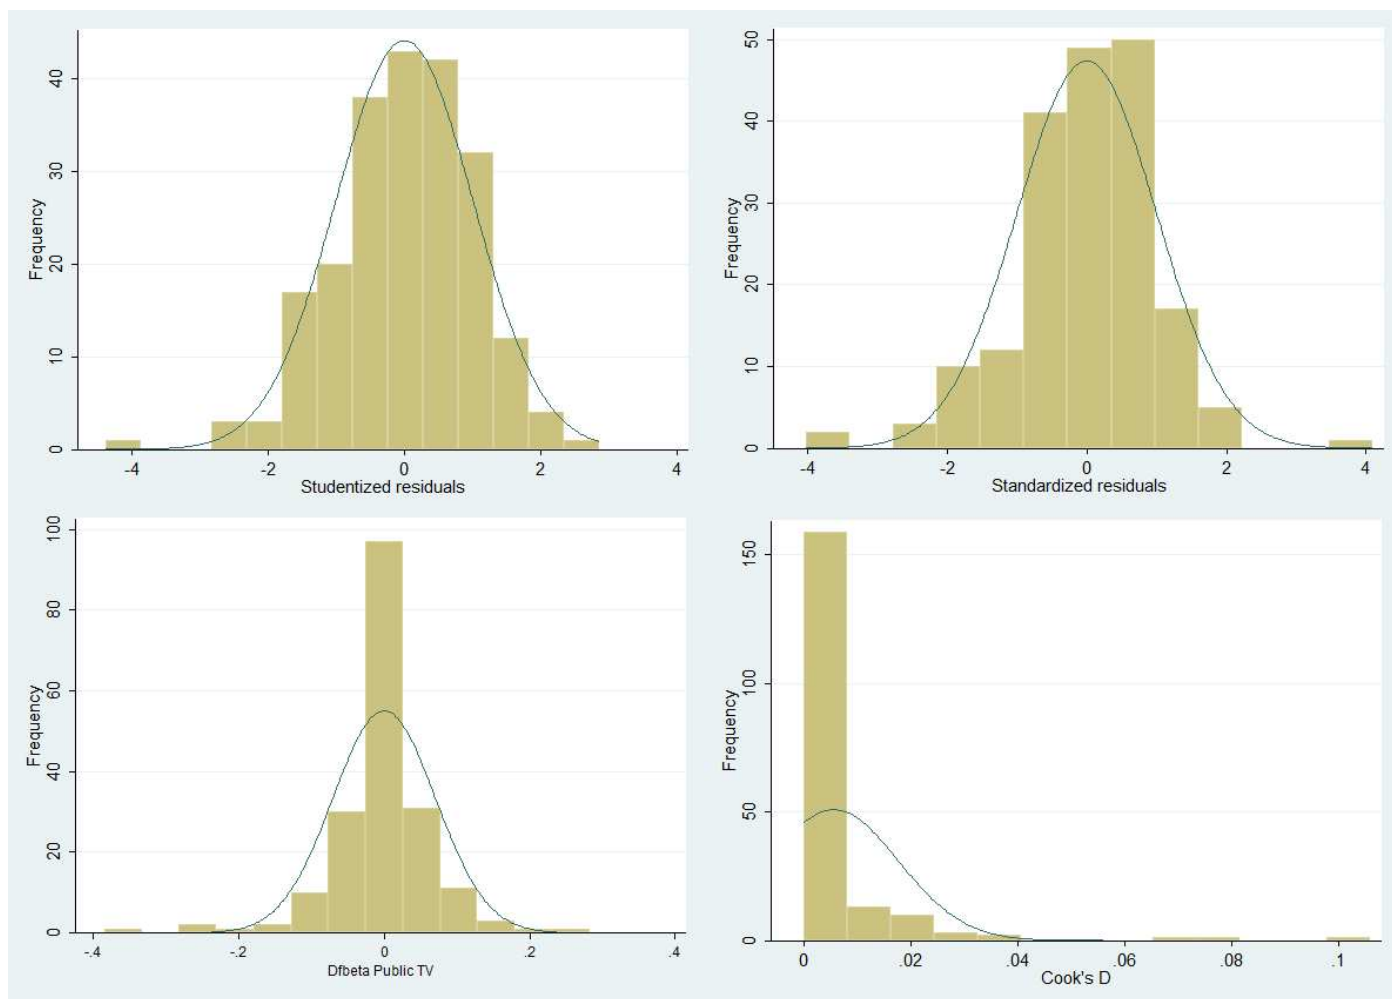 Frequency
0 10 20 30 40
-4 -2 0 2 4
Studentized residuals
Frequency
0 10 20 30 40 50
-4 -2 0 2 4
Standardized residuals
Frequency
0 20 40 60 80 100
-.4 -.2 0 .2 .4
Dfbeta Public TV
Frequency
0 50 100 150
0 .02 .04 .06 .08 .1
Cook's D